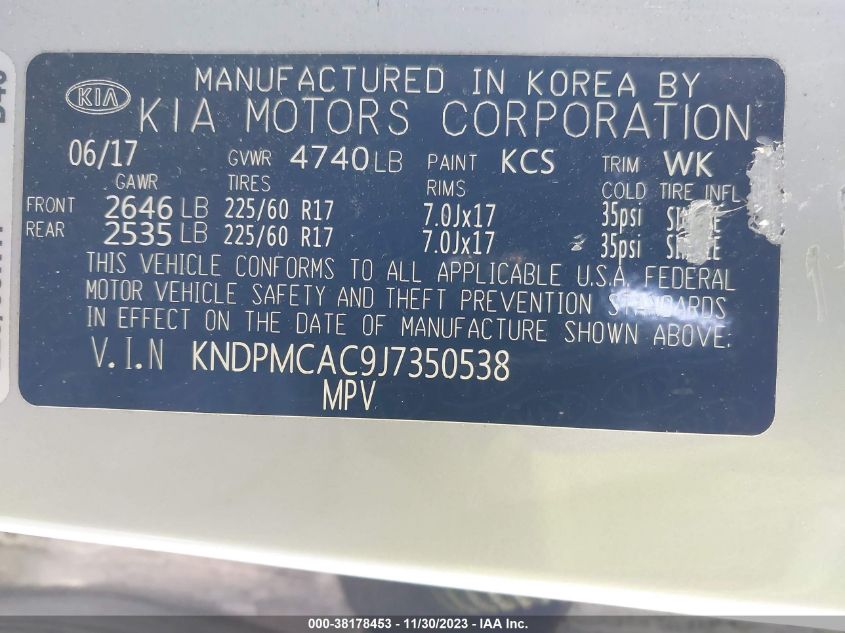 KIA MANUFACTURED IN KOREA BY
KIA MOTORS CORPORATION
06/17 GVWR 4740 LB PAINT KCS TRIM WK
GAWR TIRES RIMS COLD TIRE INFL
FRONT 2646 LB 225/60 R17 7.0Jx17 35psi
REAR 2535 LB 225/60 R17 7.0Jx17 35psi
THIS VEHICLE CONFORMS TO ALL APPLICABLE U.S.A. FEDERAL
MOTOR VEHICLE SAFETY AND THEFT PREVENTION STANDARDS
IN EFFECT ON THE DATE OF MANUFACTURE SHOWN ABOVE:
V.I.N KNDPMCAC9J7350538
MPV
000-38178453 — 11/30/2023 — IAA Inc.